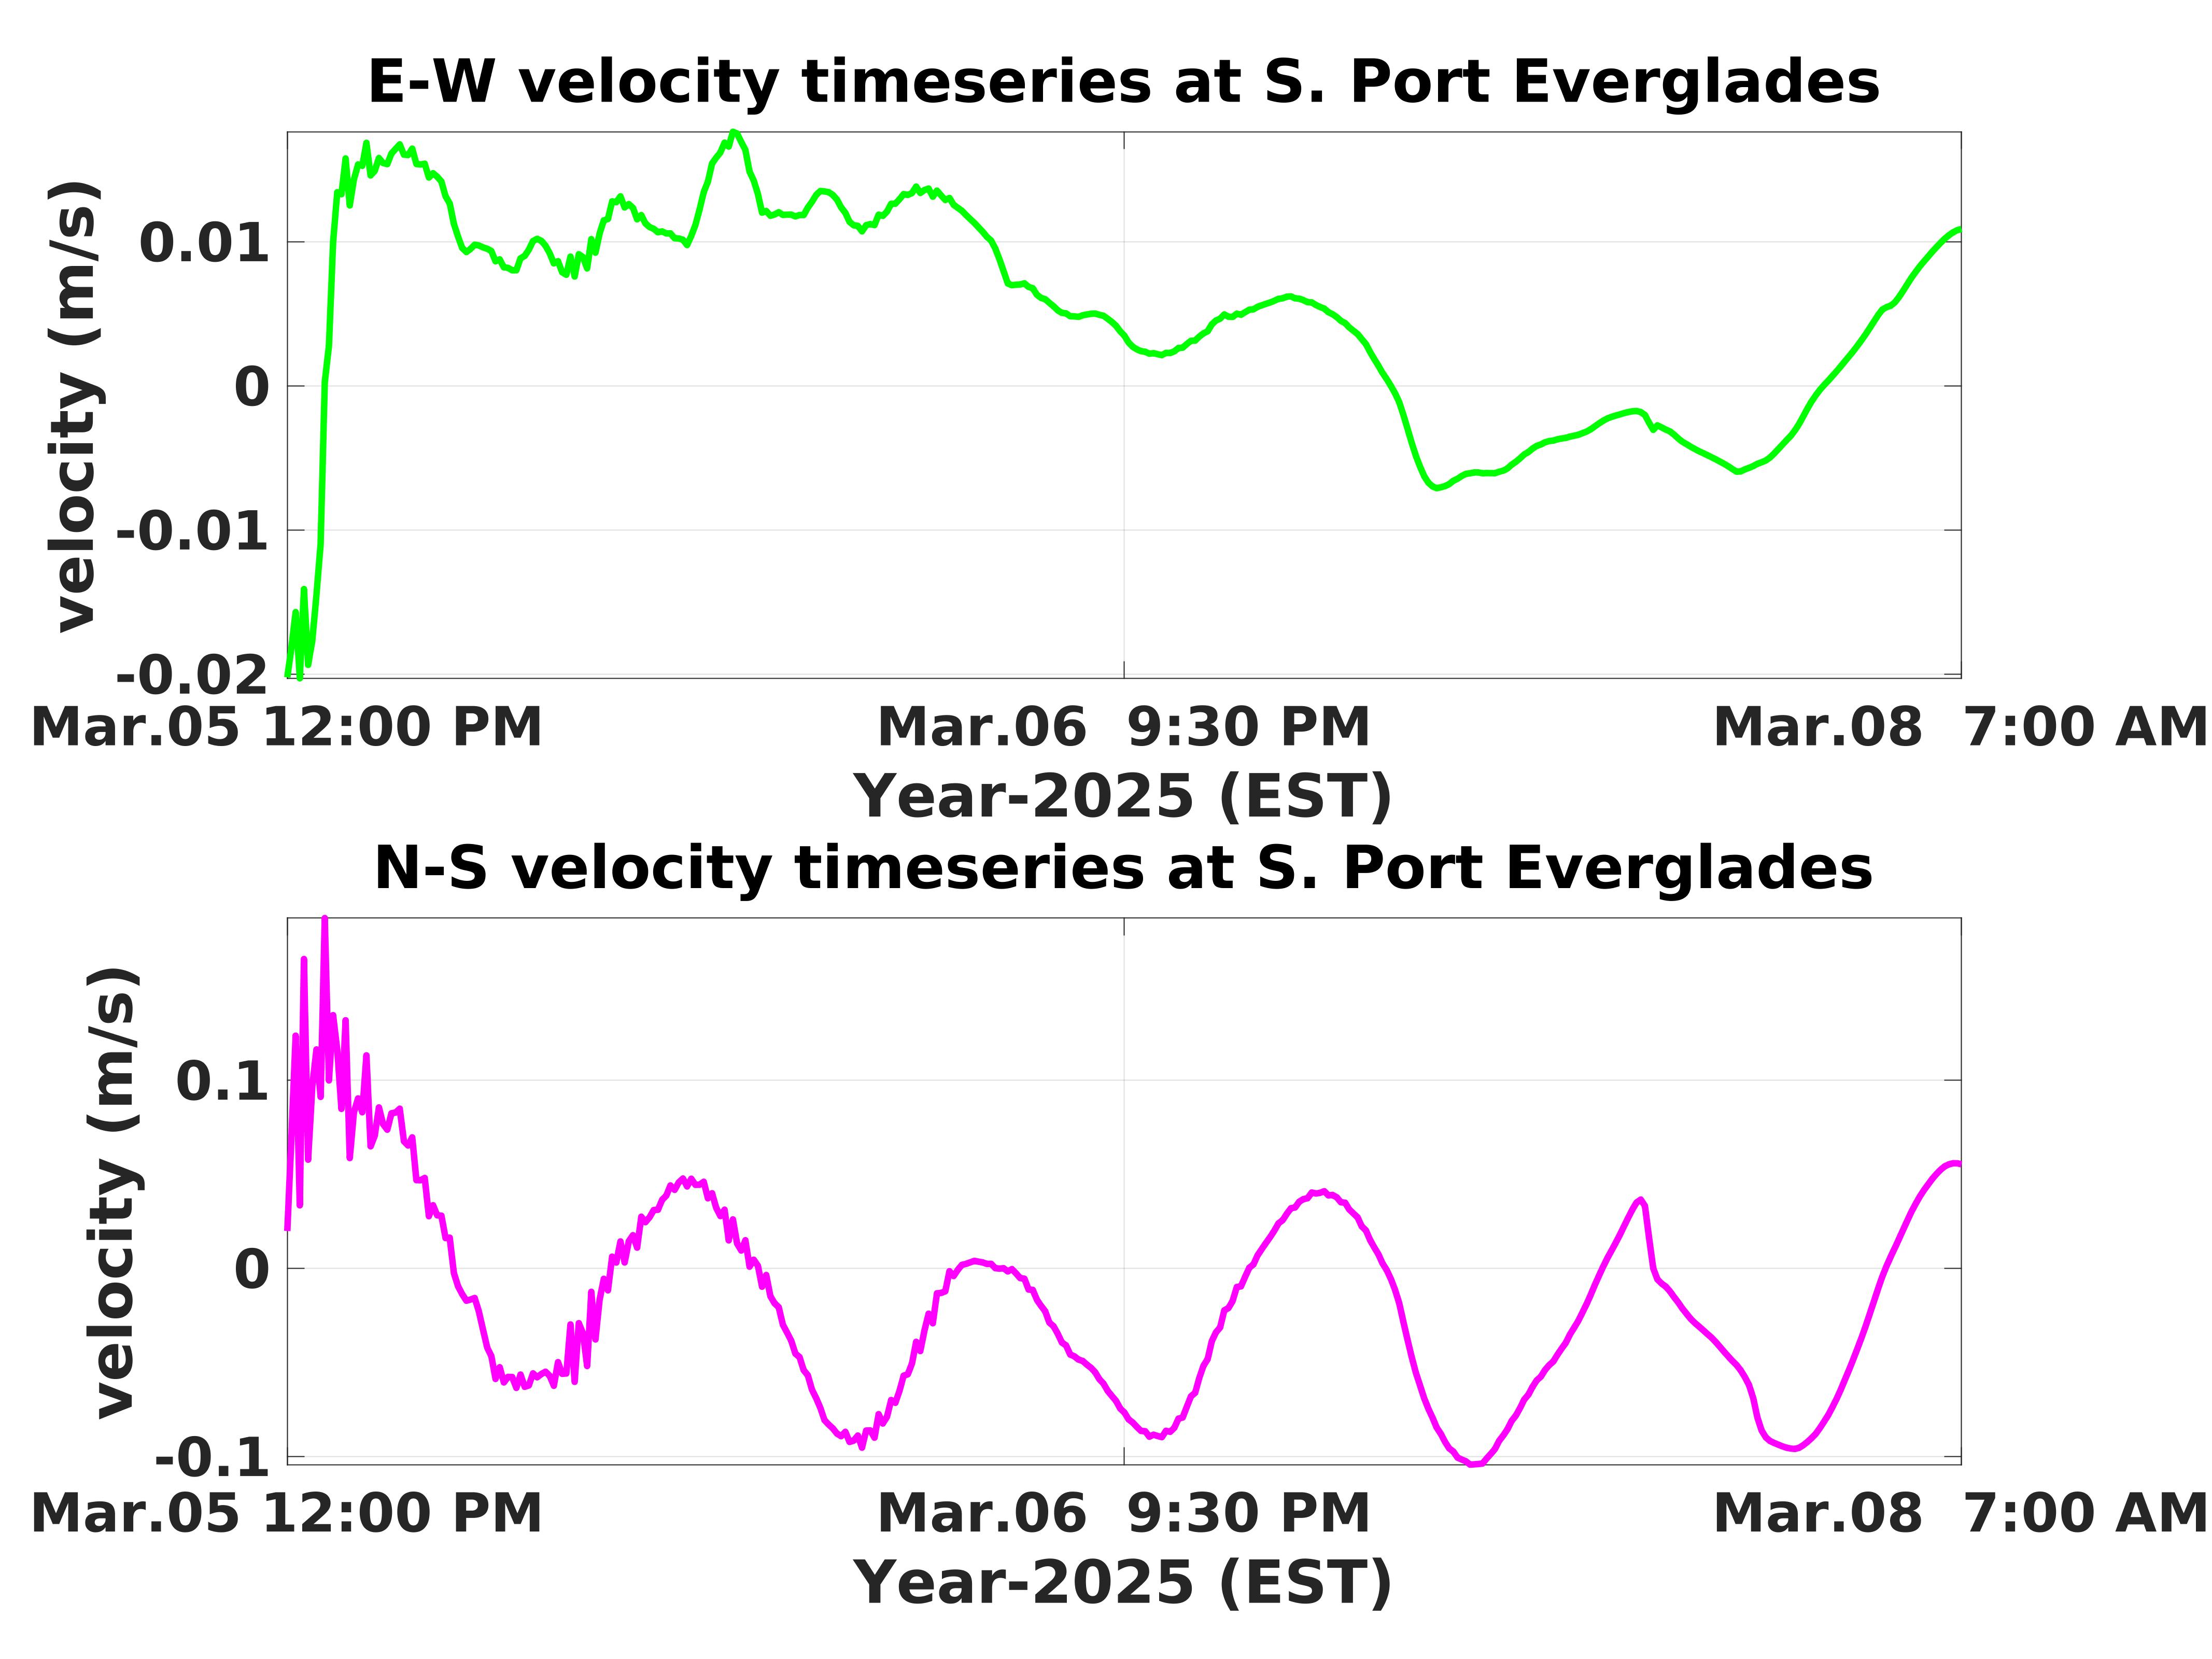 E-W velocity timeseries at S. Port Everglades
velocity (m/s)
0.01
0
-0.01
-0.02
Mar.05 12:00 PM Mar.06  9:30 PM Mar.08  7:00 AM
Year-2025 (EST)
N-S velocity timeseries at S. Port Everglades
velocity (m/s)
0.1
0
-0.1
Mar.05 12:00 PM Mar.06  9:30 PM Mar.08  7:00 AM
Year-2025 (EST)